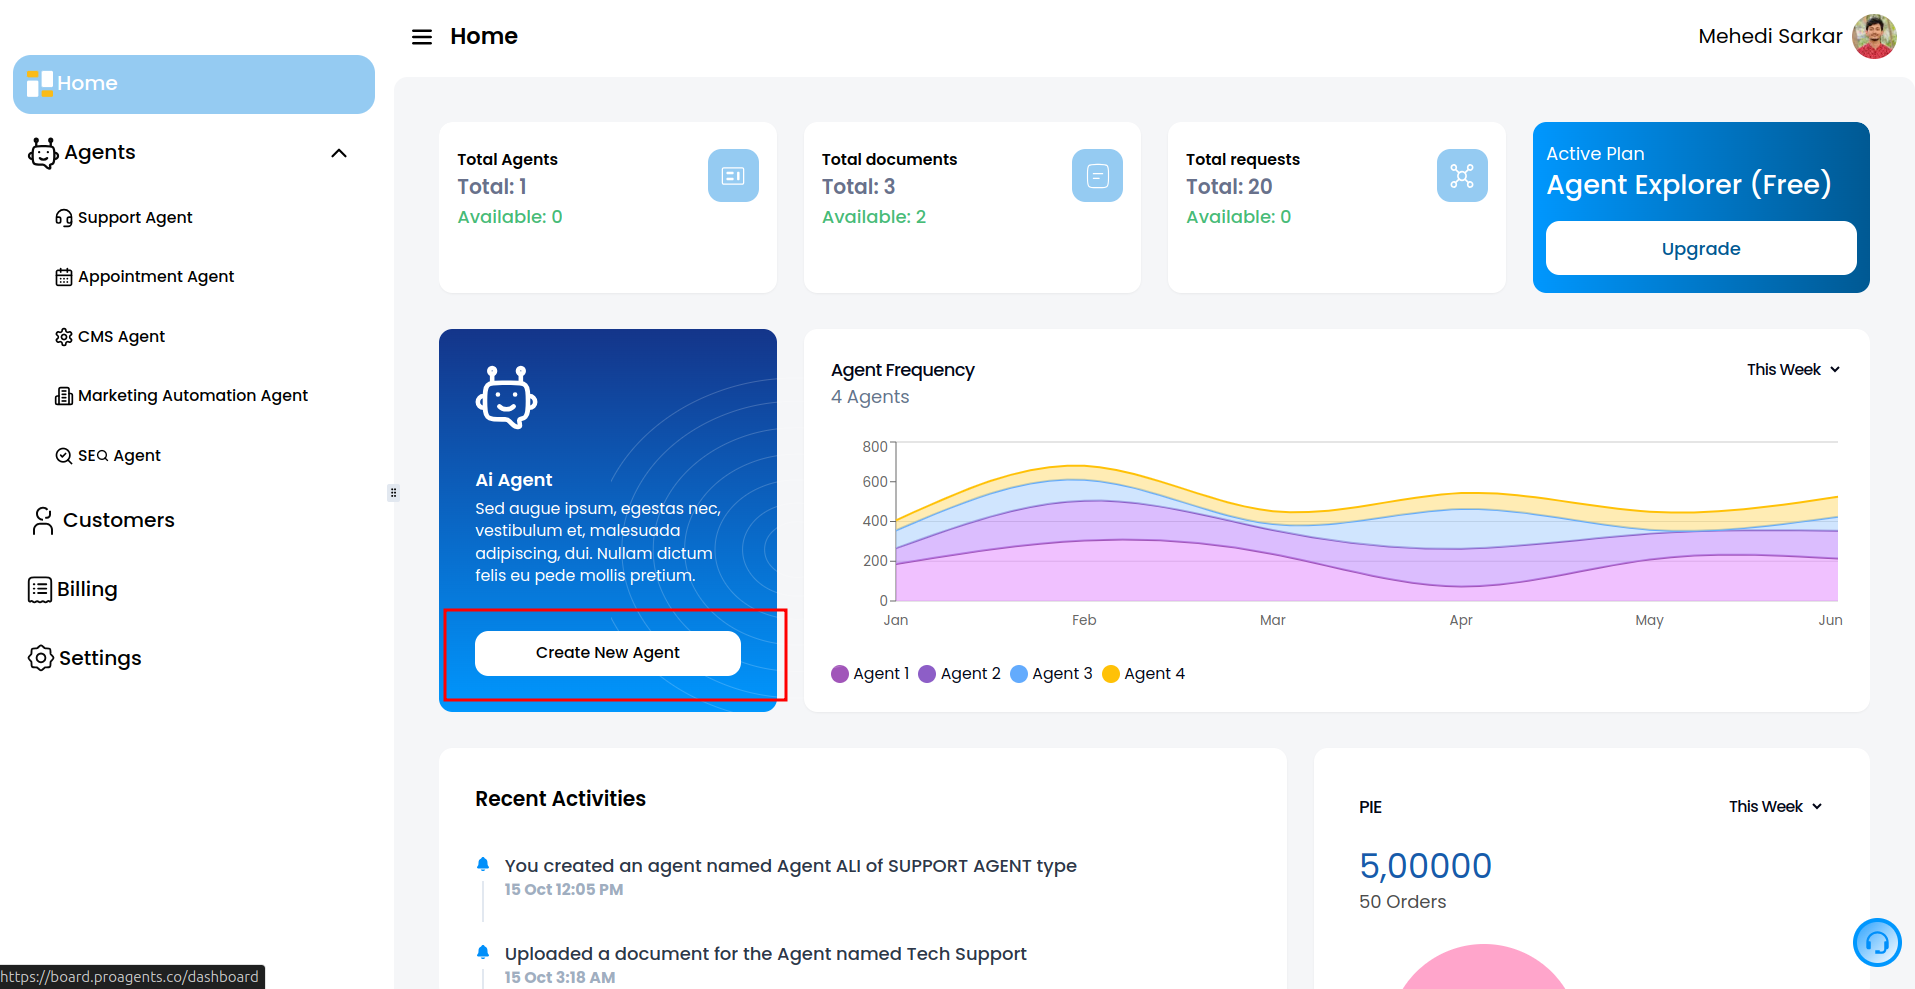 Home
Mehedi Sarkar
Home
Agents
Support Agent
Appointment Agent
CMS Agent
Marketing Automation Agent
SEO Agent
Customers
Billing
Settings
Total Agents
Total: 1
Available: 0
Total documents
Total: 3
Available: 2
Total requests
Total: 20
Available: 0
Active Plan
Agent Explorer (Free)
Upgrade
Ai Agent
Sed augue ipsum, egestas nec,
vestibulum et, malesuada
adipiscing, dui. Nullam dictum
felis eu pede mollis pretium.
Create New Agent
Agent Frequency
This Week
4 Agents
800
600
400
200
0
Jan Feb Mar Apr May Jun
Agent 1 Agent 2 Agent 3 Agent 4
Recent Activities
You created an agent named Agent ALI of SUPPORT AGENT type
15 Oct 12:05 PM
Uploaded a document for the Agent named Tech Support
15 Oct 3:18 AM
PIE
This Week
5,00000
50 Orders
https://board.proagents.co/dashboard